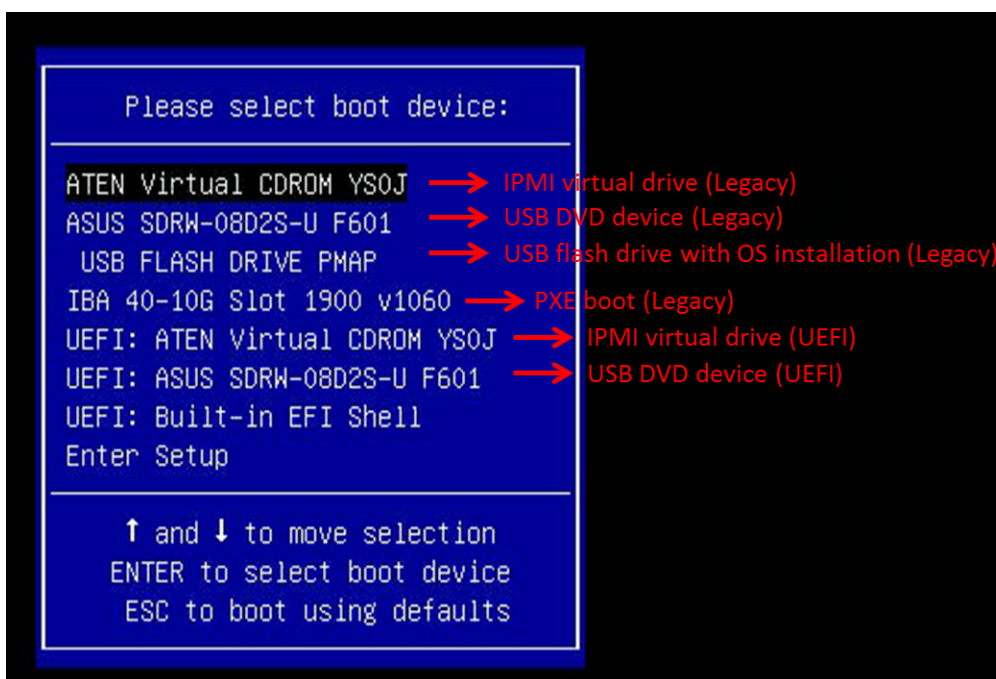 Please select boot device:
ATEN Virtual CDROM YS0J → IPMI virtual drive (Legacy)
ASUS SDRW-08D2S-U F601 → USB DVD device (Legacy)
USB FLASH DRIVE PMAP → USB flash drive with OS installation (Legacy)
IBA 40-10G Slot 1900 v1060 → PXE boot (Legacy)
UEFI: ATEN Virtual CDROM YS0J → IPMI virtual drive (UEFI)
UEFI: ASUS SDRW-08D2S-U F601 → USB DVD device (UEFI)
UEFI: Built-in EFI Shell
Enter Setup
↑ and ↓ to move selection
ENTER to select boot device
ESC to boot using defaults